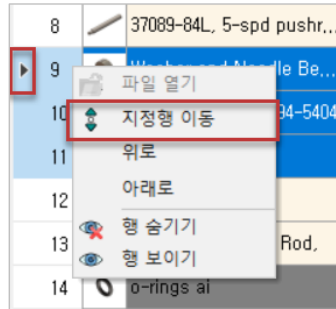 8 37089-84L, 5-spd pushr...
9 Washer and Needle Be...
파일 열기
10 지정행 이동 94-5404
11 위로
아래로
12
행 숨기기
13 Rod,
행 보이기
14 o-rings ai